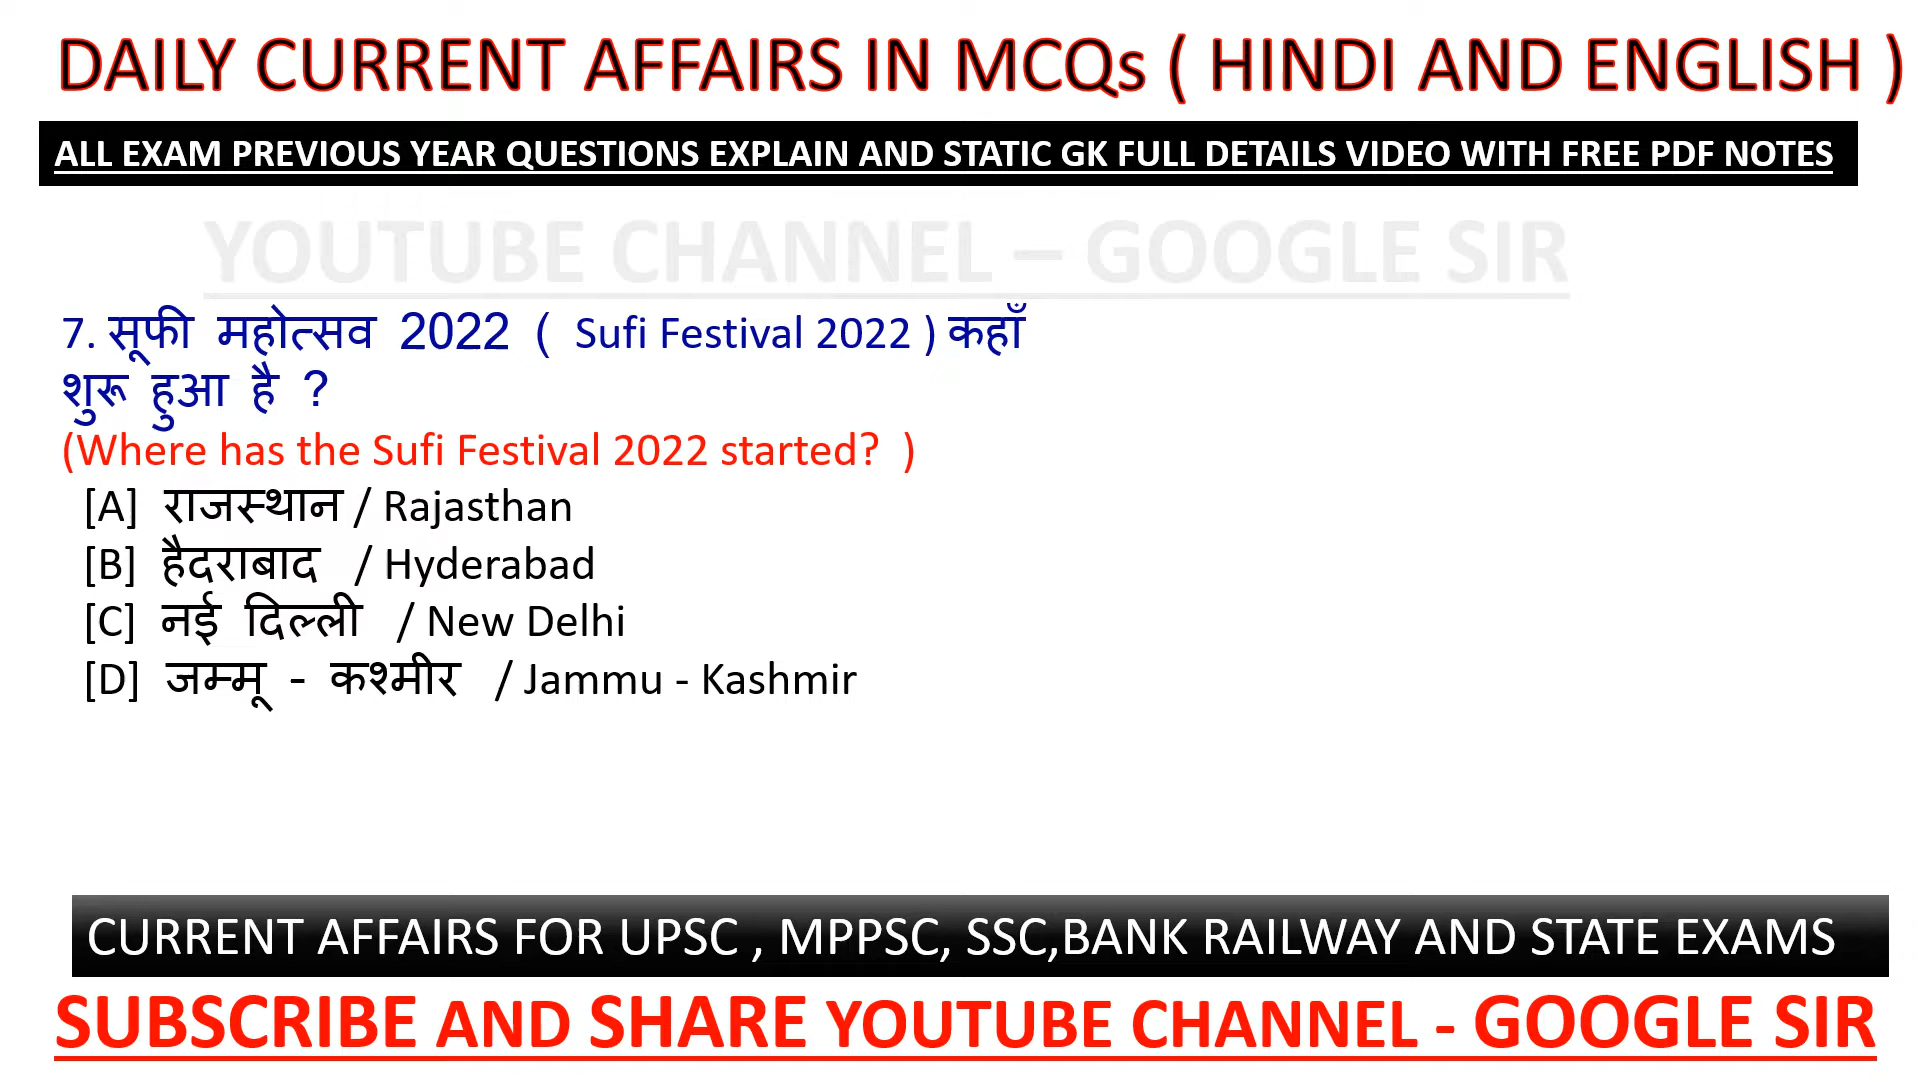 DAILY CURRENT AFFAIRS IN MCQs ( HINDI AND ENGLISH )
ALL EXAM PREVIOUS YEAR QUESTIONS EXPLAIN AND STATIC GK FULL DETAILS VIDEO WITH FREE PDF NOTES
YOUTUBE CHANNEL – GOOGLE SIR
7. सूफी महोत्सव 2022 ( Sufi Festival 2022 ) कहाँ
शुरू हुआ है ?
(Where has the Sufi Festival 2022 started? )
[A] राजस्थान / Rajasthan
[B] हैदराबाद / Hyderabad
[C] नई दिल्ली / New Delhi
[D] जम्मू - कश्मीर / Jammu - Kashmir
CURRENT AFFAIRS FOR UPSC , MPPSC, SSC,BANK RAILWAY AND STATE EXAMS
SUBSCRIBE AND SHARE YOUTUBE CHANNEL - GOOGLE SIR